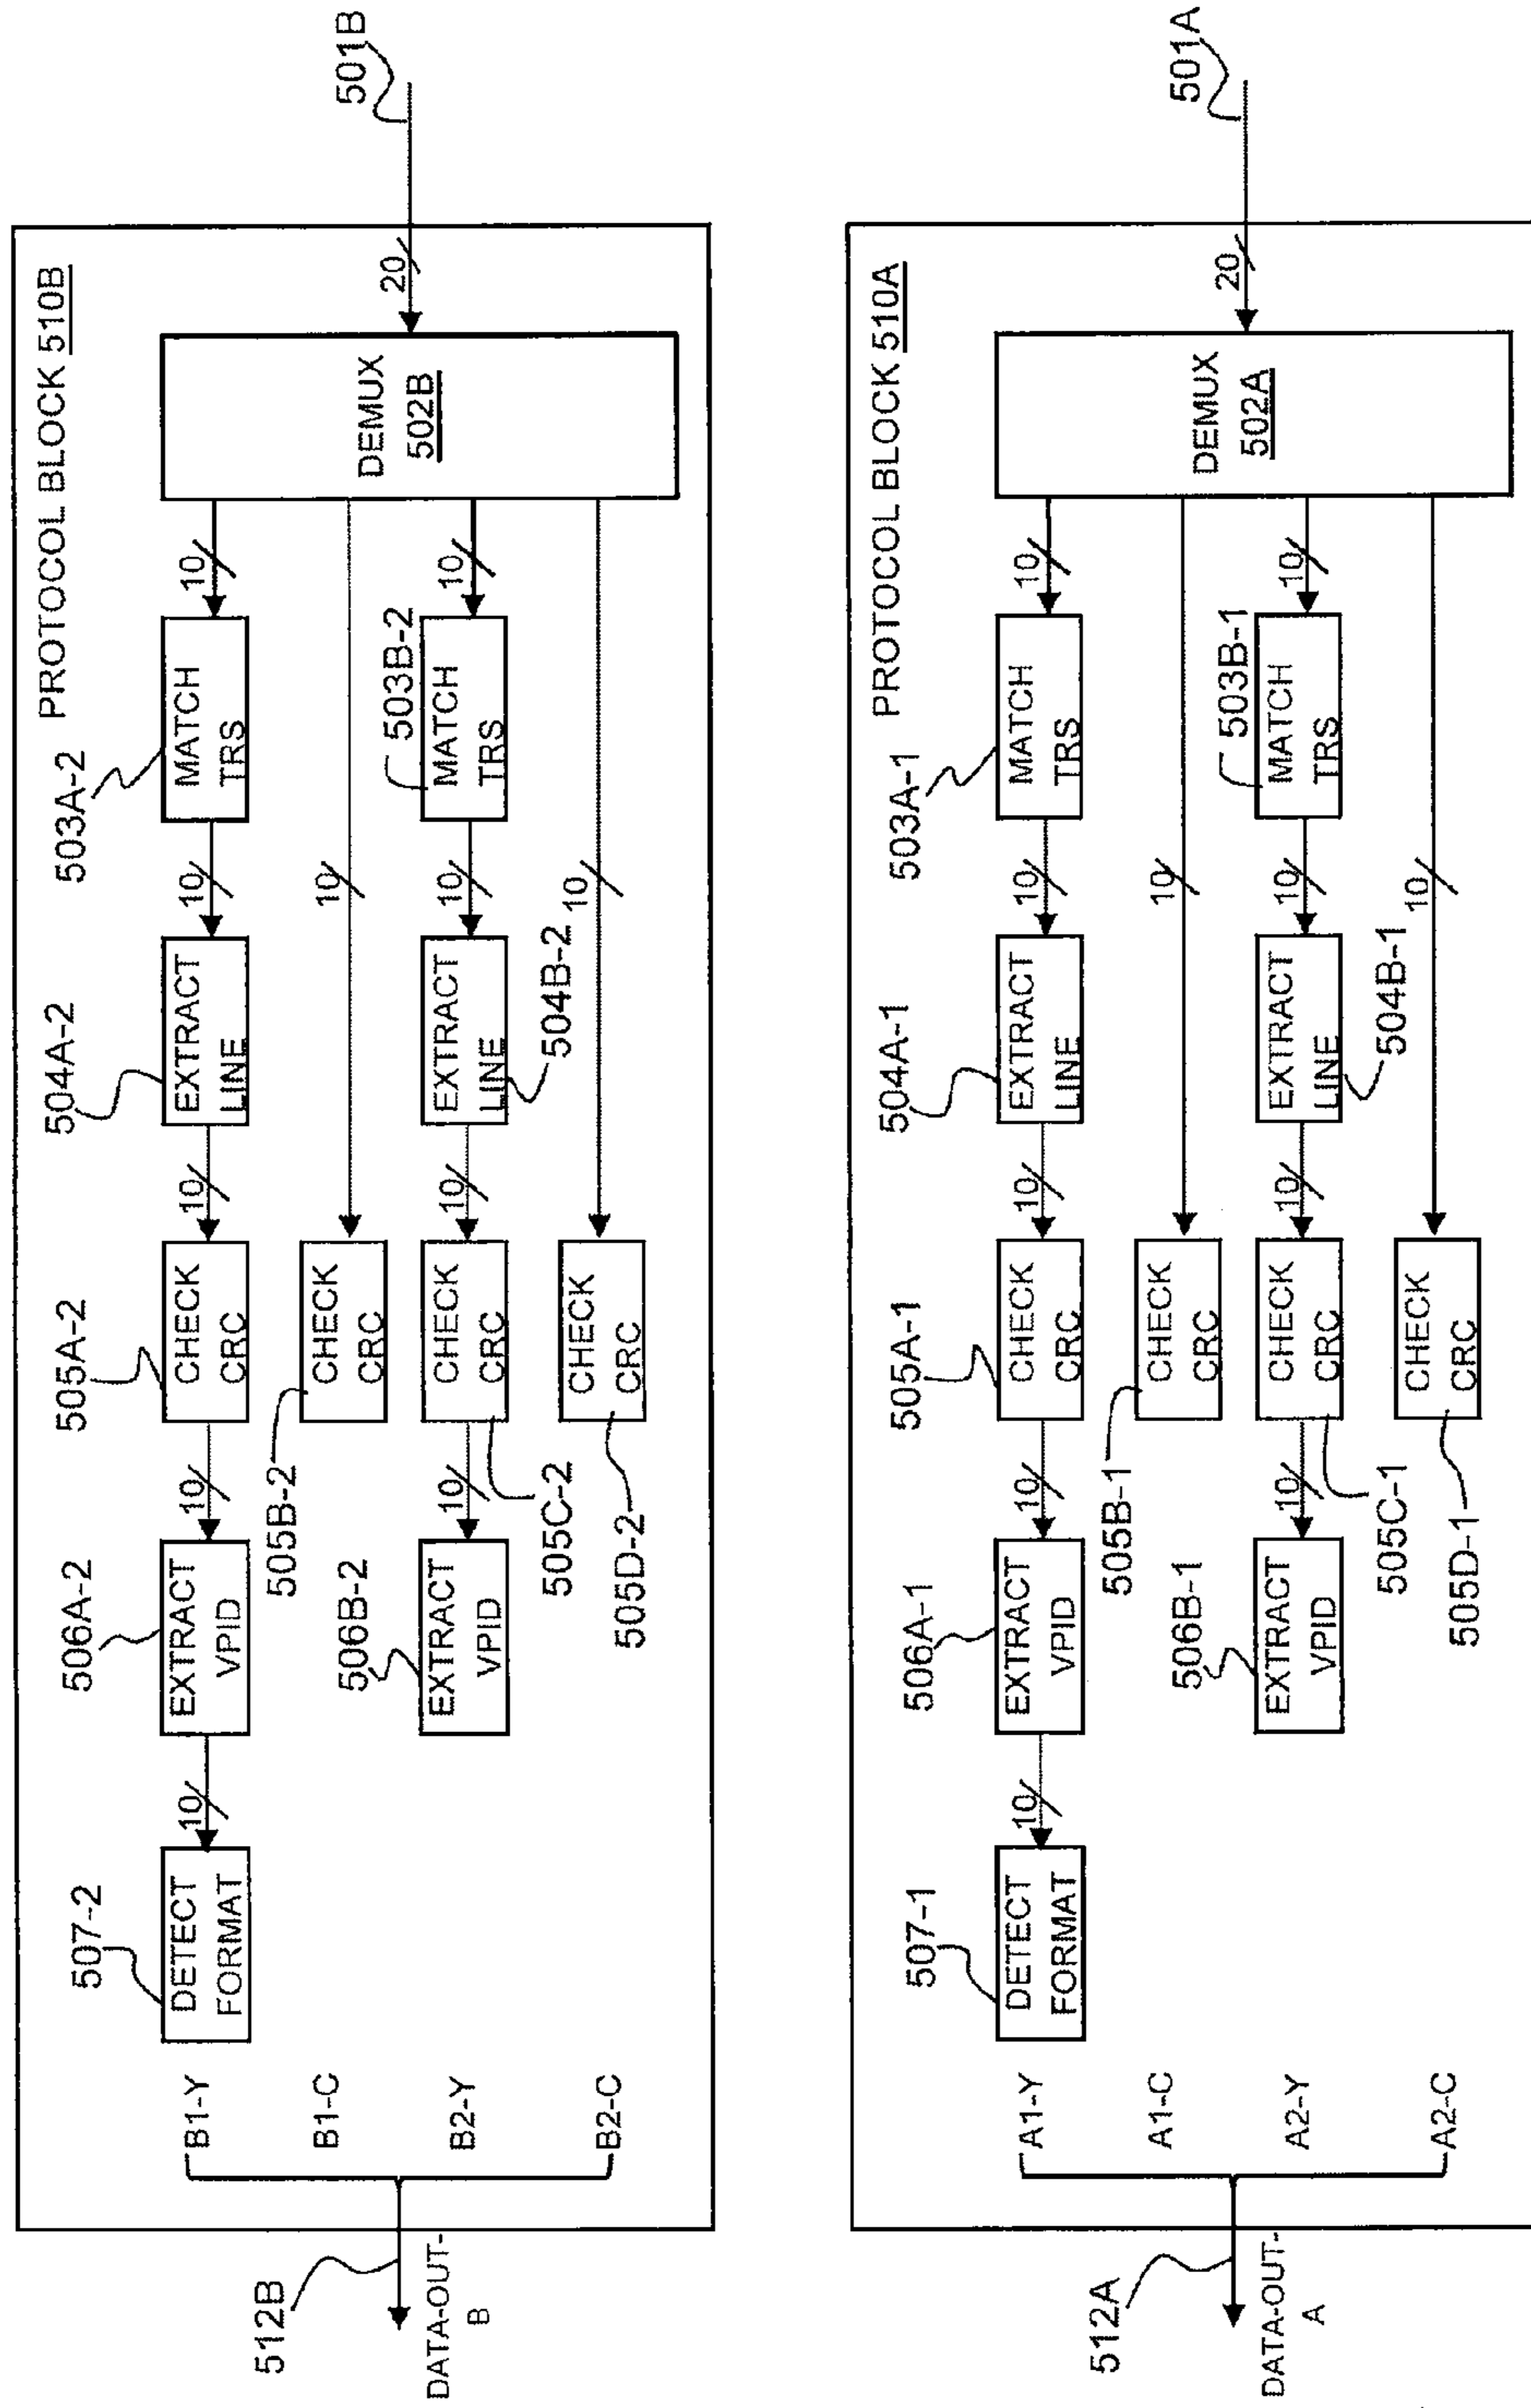 PROTOCOL BLOCK 510B
501B
20
DEMUX
502B
10
10
503A-2
MATCH
TRS
503B-2
MATCH
TRS
10
10
10
10
504A-2
EXTRACT
LINE
EXTRACT
LINE
504B-2
10
10
505A-2
CHECK
CRC
CHECK
CRC
505B-2
CHECK
CRC
505C-2
CHECK
CRC
505D-2
10
10
506A-2
EXTRACT
VPID
506B-2
EXTRACT
VPID
10
507-2
DETECT
FORMAT
B1-Y
B1-C
B2-Y
B2-C
512B
DATA-OUT-
B
PROTOCOL BLOCK 510A
501A
20
DEMUX
502A
10
10
503A-1
MATCH
TRS
503B-1
MATCH
TRS
10
10
10
10
504A-1
EXTRACT
LINE
EXTRACT
LINE
504B-1
10
10
505A-1
CHECK
CRC
CHECK
CRC
505B-1
CHECK
CRC
505C-1
CHECK
CRC
505D-1
10
10
506A-1
EXTRACT
VPID
506B-1
EXTRACT
VPID
10
507-1
DETECT
FORMAT
A1-Y
A1-C
A2-Y
A2-C
512A
DATA-OUT-
A